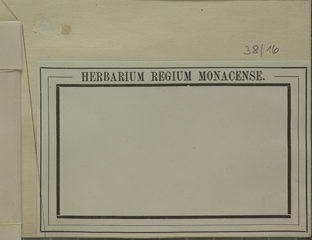 38/16
HERBARIUM REGIUM MONACENSE.